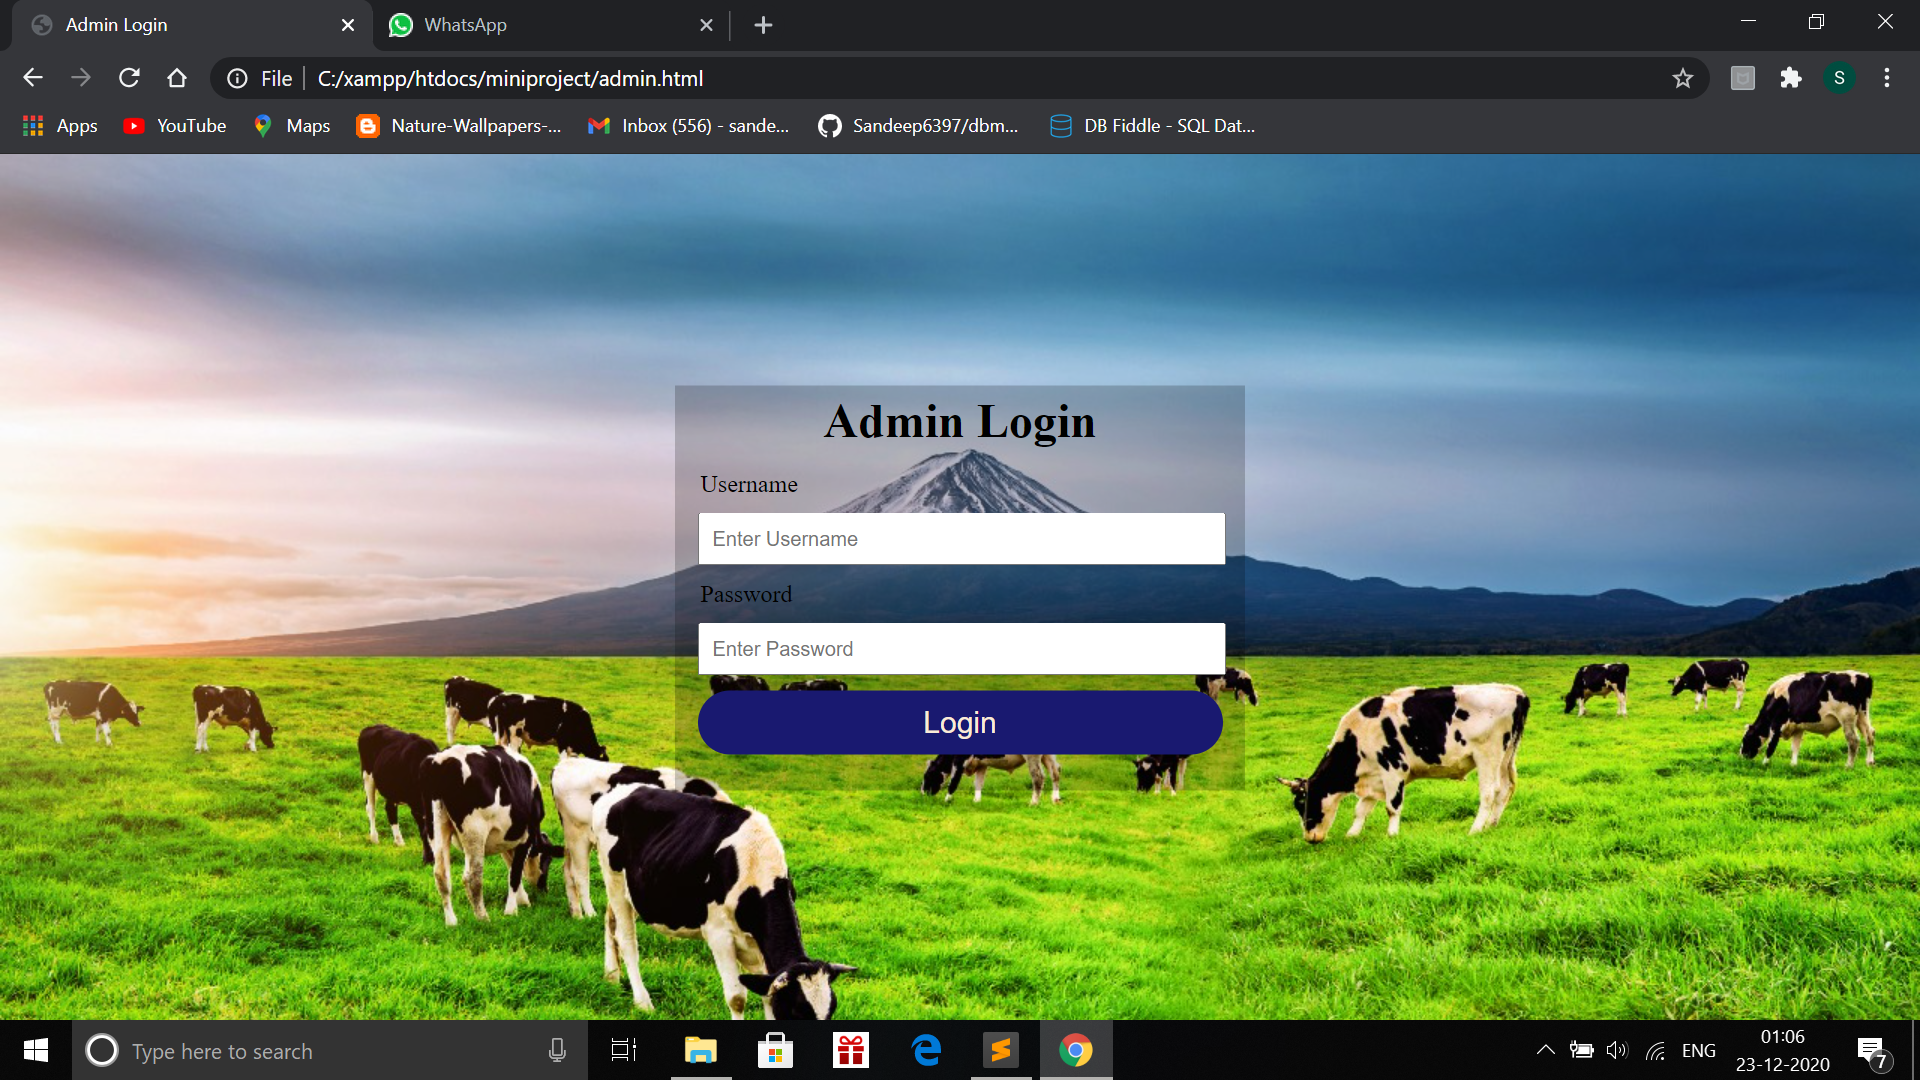 Admin Login
WhatsApp
File
C:/xampp/htdocs/miniproject/admin.html
S
Apps
YouTube
Maps
Nature-Wallpapers-...
Inbox (556) - sande...
Sandeep6397/dbm...
DB Fiddle - SQL Dat...
Admin Login
Username
Enter Username
Password
Enter Password
Login
Type here to search
ENG
01:06
23-12-2020
7